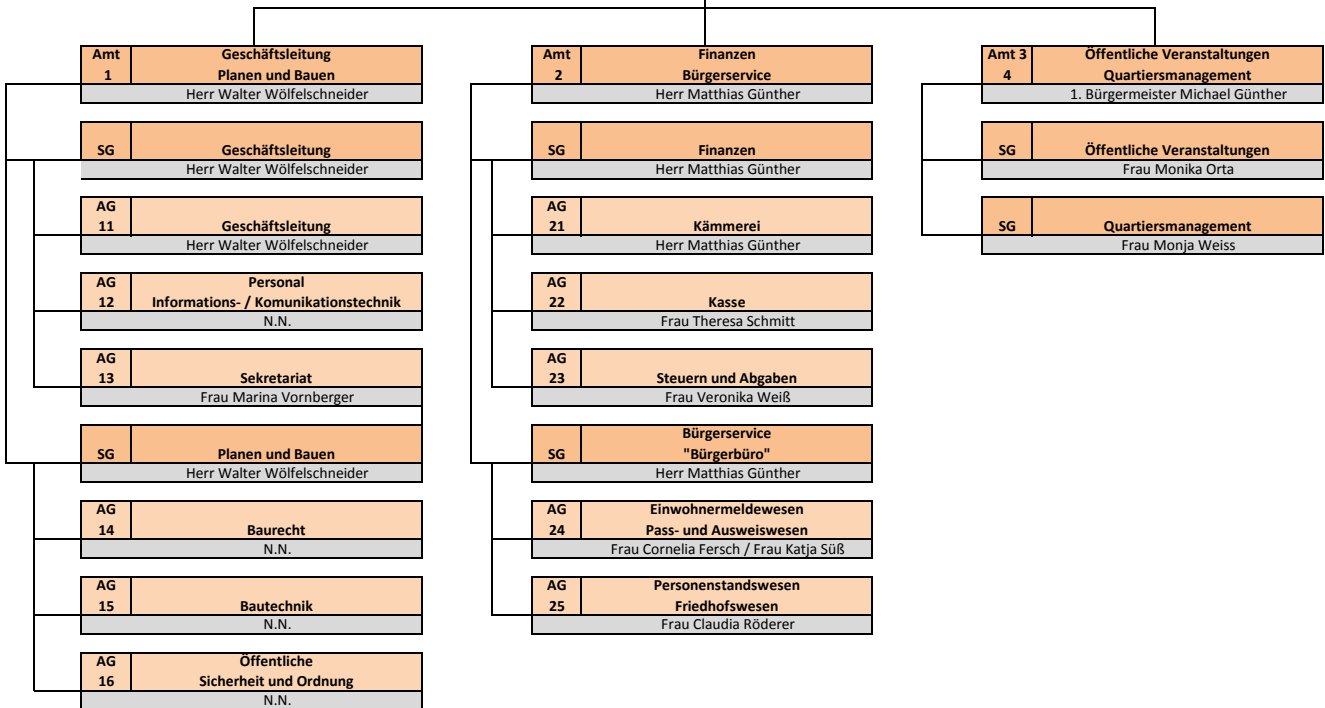 Amt Geschäftsleitung
1 Planen und Bauen
Herr Walter Wölfelschneider
SG Geschäftsleitung
Herr Walter Wölfelschneider
AG
11 Geschäftsleitung
Herr Walter Wölfelschneider
AG Personal
12 Informations- / Komunikationstechnik
N.N.
AG
13 Sekretariat
Frau Marina Vornberger
SG Planen und Bauen
Herr Walter Wölfelschneider
AG
14 Baurecht
N.N.
AG
15 Bautechnik
N.N.
AG Öffentliche
16 Sicherheit und Ordnung
N.N.
Amt Finanzen
2 Bürgerservice
Herr Matthias Günther
SG Finanzen
Herr Matthias Günther
AG
21 Kämmerei
Herr Matthias Günther
AG
22 Kasse
Frau Theresa Schmitt
AG
23 Steuern und Abgaben
Frau Veronika Weiß
Bürgerservice
SG "Bürgerbüro"
Herr Matthias Günther
AG Einwohnermeldewesen
24 Pass- und Ausweiswesen
Frau Cornelia Fersch / Frau Katja Süß
AG Personenstandswesen
25 Friedhofswesen
Frau Claudia Röderer
Amt 3 Öffentliche Veranstaltungen
4 Quartiersmanagement
1. Bürgermeister Michael Günther
SG Öffentliche Veranstaltungen
Frau Monika Orta
SG Quartiersmanagement
Frau Monja Weiss